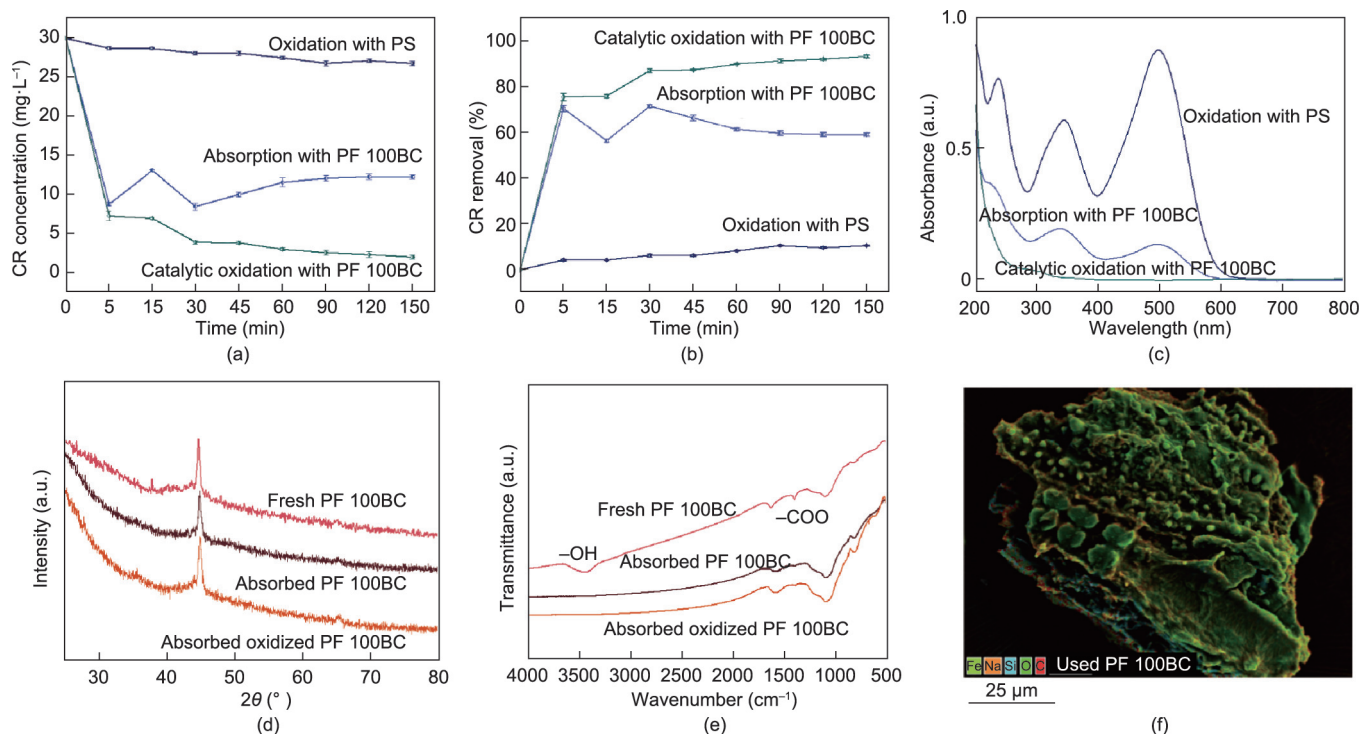 30
25
20
15
10
5
0
CR concentration (mg·L⁻¹)
Oxidation with PS
Absorption with PF 100BC
Catalytic oxidation with PF 100BC
0 5 15 30 45 60 90 120 150
Time (min)
(a)
100
80
60
40
20
0
CR removal (%)
Catalytic oxidation with PF 100BC
Absorption with PF 100BC
Oxidation with PS
0 5 15 30 45 60 90 120 150
Time (min)
(b)
1.0
0.5
0
Absorbance (a.u.)
Oxidation with PS
Absorption with PF 100BC
Catalytic oxidation with PF 100BC
200 300 400 500 600 700 800
Wavelength (nm)
(c)
Intensity (a.u.)
Fresh PF 100BC
Absorbed PF 100BC
Absorbed oxidized PF 100BC
30 40 50 60 70 80
2θ (°)
(d)
Transmittance (a.u.)
Fresh PF 100BC
–COO
–OH
Absorbed PF 100BC
Absorbed oxidized PF 100BC
4000 3500 3000 2500 2000 1500 1000 500
Wavenumber (cm⁻¹)
(e)
Fe Na Si O C Used PF 100BC
25 μm
(f)